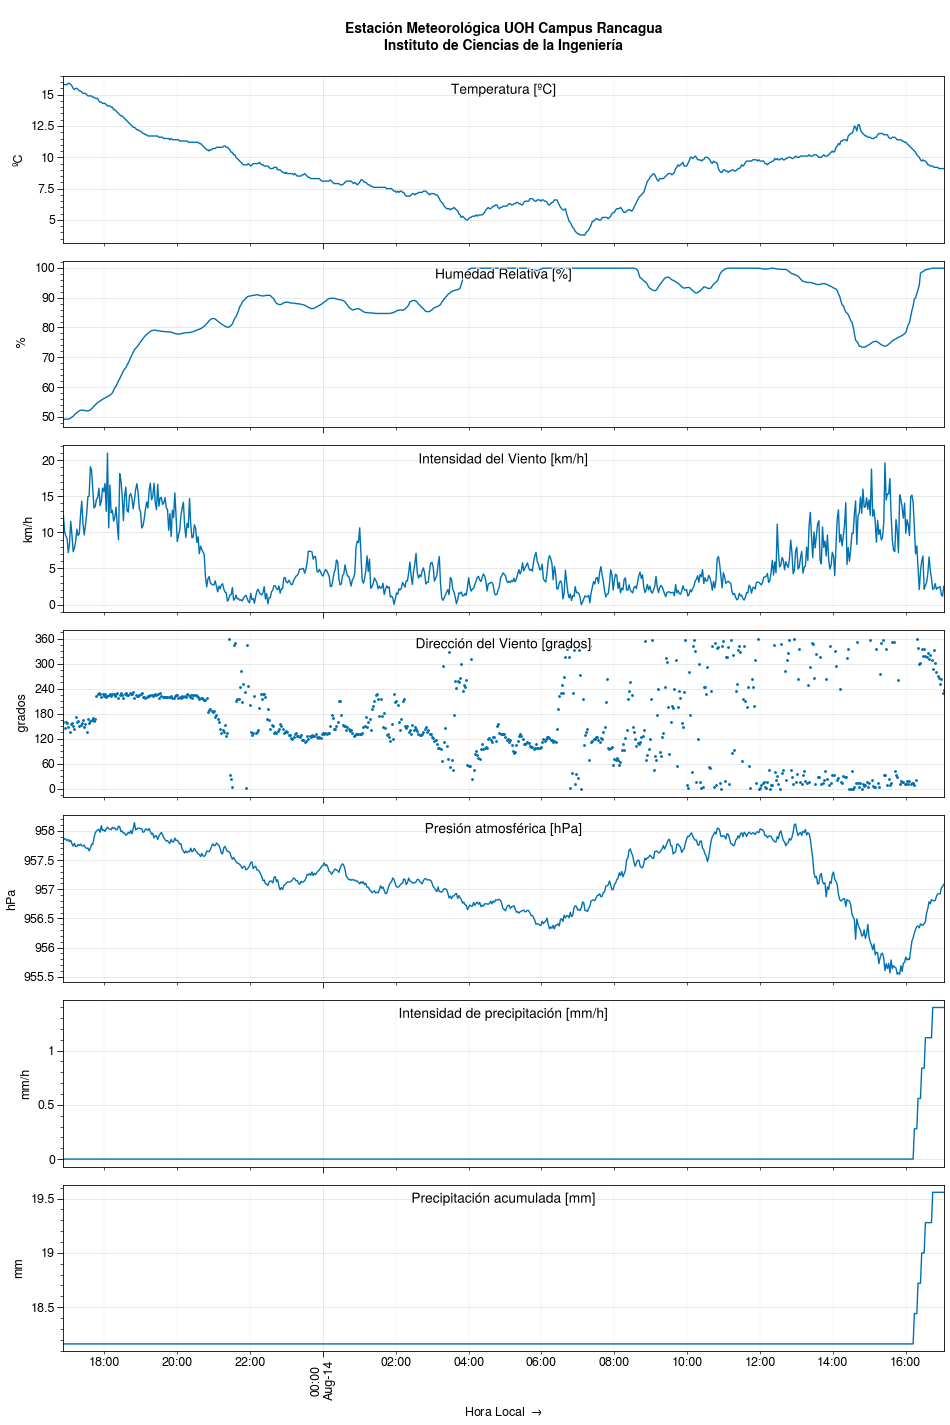 Estación Meteorológica UOH Campus Rancagua
Instituto de Ciencias de la Ingeniería
Temperatura [ºC]
15
12.5
10
7.5
5
ºC
Humedad Relativa [%]
100
90
80
70
60
50
%
Intensidad del Viento [km/h]
20
15
10
5
0
km/h
Dirección del Viento [grados]
360
300
240
180
120
60
0
grados
Presión atmosférica [hPa]
958
957.5
957
956.5
956
955.5
hPa
Intensidad de precipitación [mm/h]
1
0.5
0
mm/h
Precipitación acumulada [mm]
19.5
19
18.5
mm
18:00 20:00 22:00 00:00 02:00 04:00 06:00 08:00 10:00 12:00 14:00 16:00
Aug-14
Hora Local →